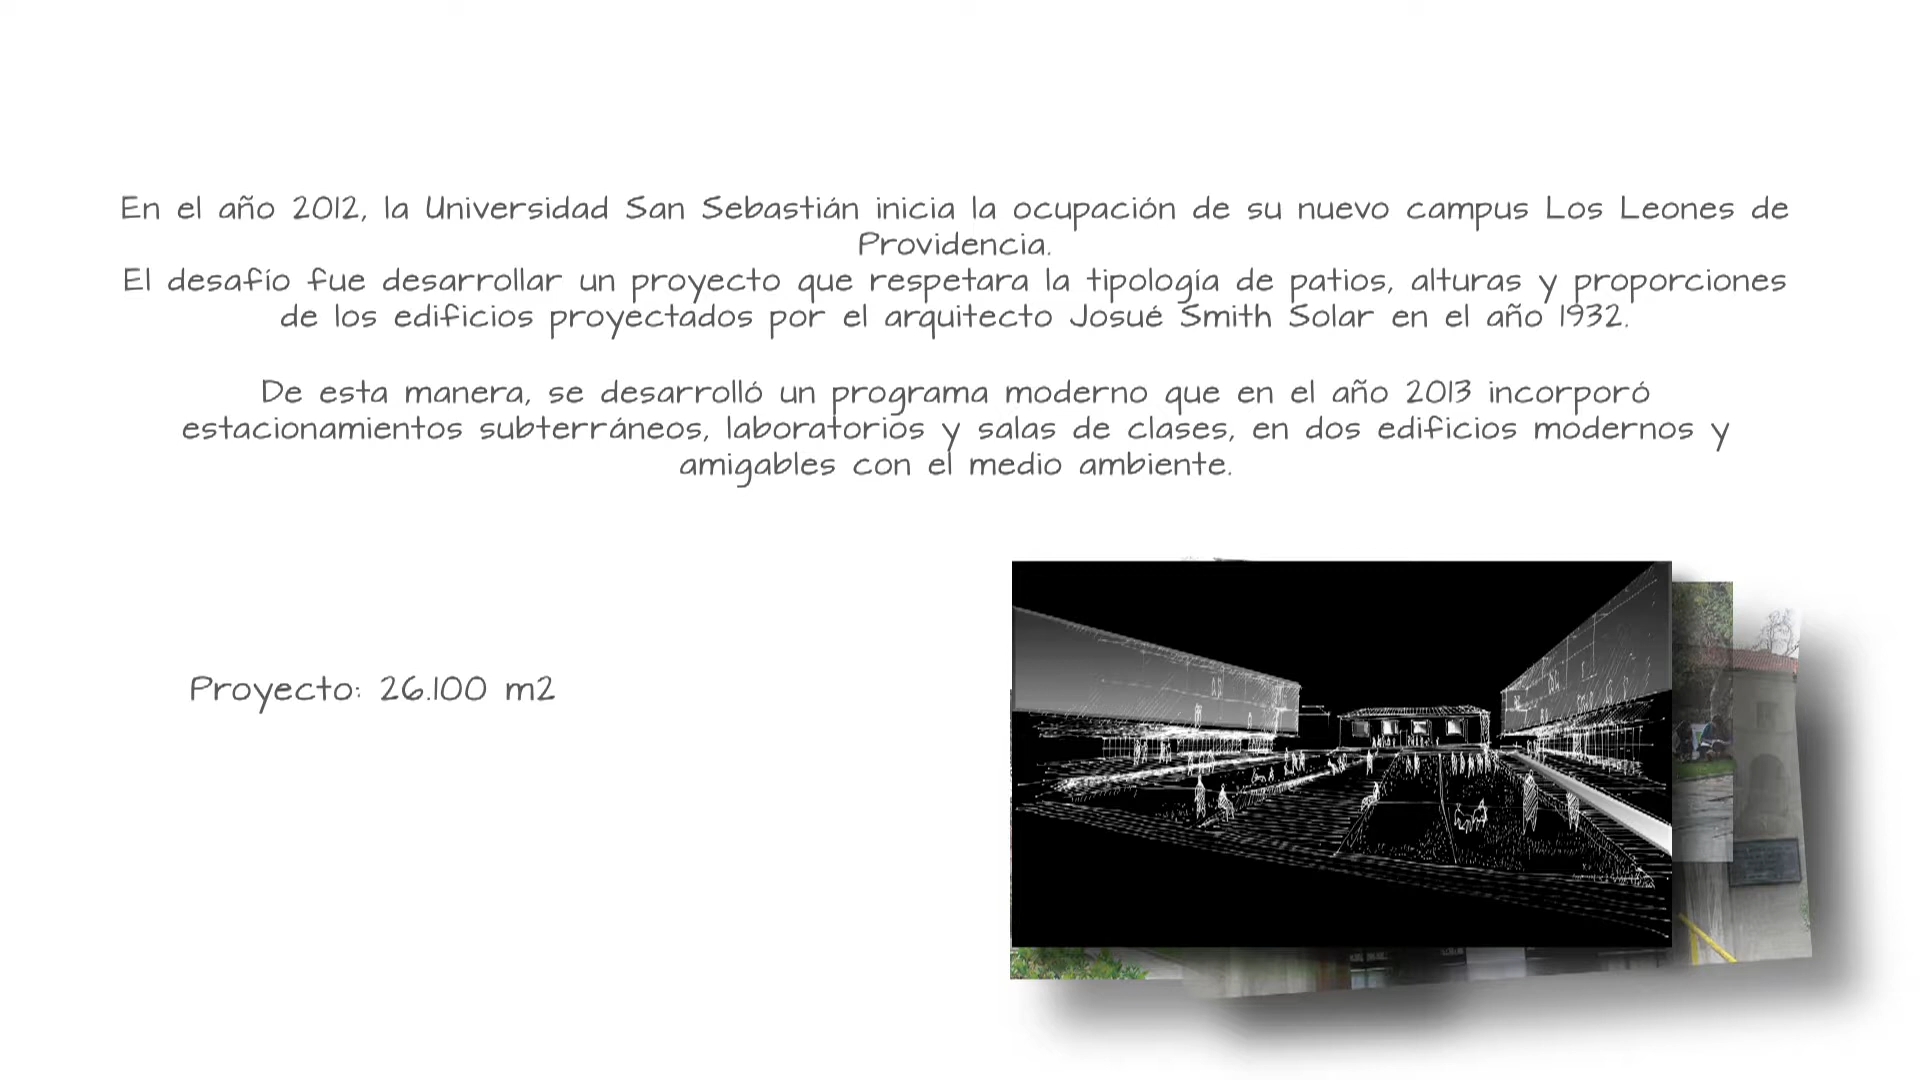 En el año 2012, la Universidad San Sebastián inicia la ocupación de su nuevo campus Los Leones de
Providencia.
El desafío fue desarrollar un proyecto que respetara la tipología de patios, alturas y proporciones
de los edificios proyectados por el arquitecto Josué Smith Solar en el año 1932.
De esta manera, se desarrolló un programa moderno que en el año 2013 incorporó
estacionamientos subterráneos, laboratorios y salas de clases, en dos edificios modernos y
amigables con el medio ambiente.
Proyecto: 26.100 m2